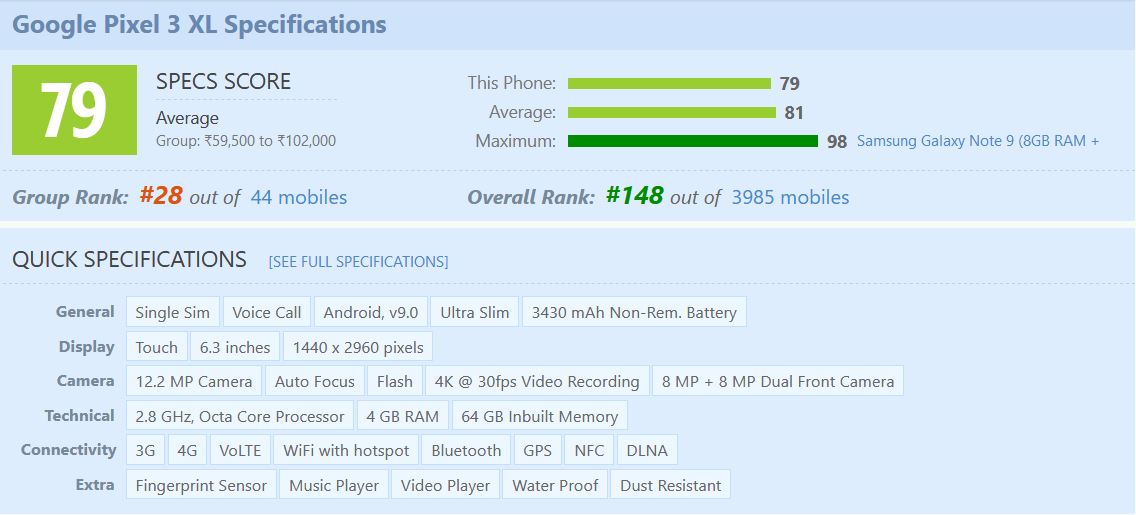 Google Pixel 3 XL Specifications
79
SPECS SCORE
Average
Group: ₹59,500 to ₹102,000
This Phone: 79
Average: 81
Maximum: 98 Samsung Galaxy Note 9 (8GB RAM +
Group Rank: #28 out of 44 mobiles
Overall Rank: #148 out of 3985 mobiles
QUICK SPECIFICATIONS [SEE FULL SPECIFICATIONS]
General Single Sim Voice Call Android, v9.0 Ultra Slim 3430 mAh Non-Rem. Battery
Display Touch 6.3 inches 1440 x 2960 pixels
Camera 12.2 MP Camera Auto Focus Flash 4K @ 30fps Video Recording 8 MP + 8 MP Dual Front Camera
Technical 2.8 GHz, Octa Core Processor 4 GB RAM 64 GB Inbuilt Memory
Connectivity 3G 4G VoLTE WiFi with hotspot Bluetooth GPS NFC DLNA
Extra Fingerprint Sensor Music Player Video Player Water Proof Dust Resistant